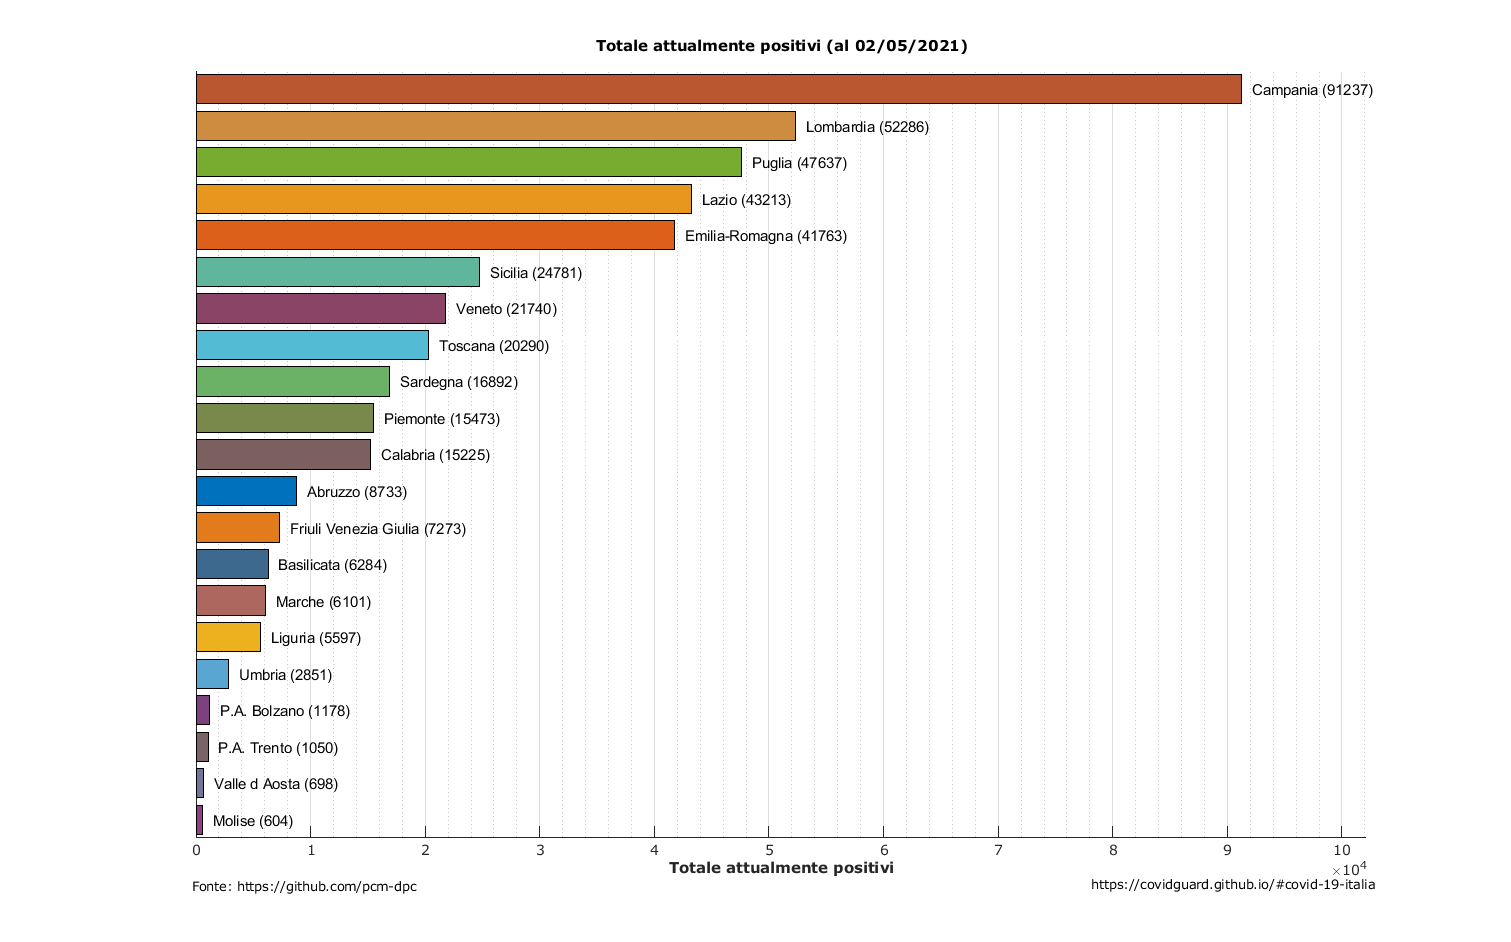 Totale attualmente positivi (al 02/05/2021)
Campania (91237)
Lombardia (52286)
Puglia (47637)
Lazio (43213)
Emilia-Romagna (41763)
Sicilia (24781)
Veneto (21740)
Toscana (20290)
Sardegna (16892)
Piemonte (15473)
Calabria (15225)
Abruzzo (8733)
Friuli Venezia Giulia (7273)
Basilicata (6284)
Marche (6101)
Liguria (5597)
Umbria (2851)
P.A. Bolzano (1178)
P.A. Trento (1050)
Valle d Aosta (698)
Molise (604)
0 1 2 3 4 5 6 7 8 9 10
×10⁴
Totale attualmente positivi
Fonte: https://github.com/pcm-dpc
https://covidguard.github.io/#covid-19-italia